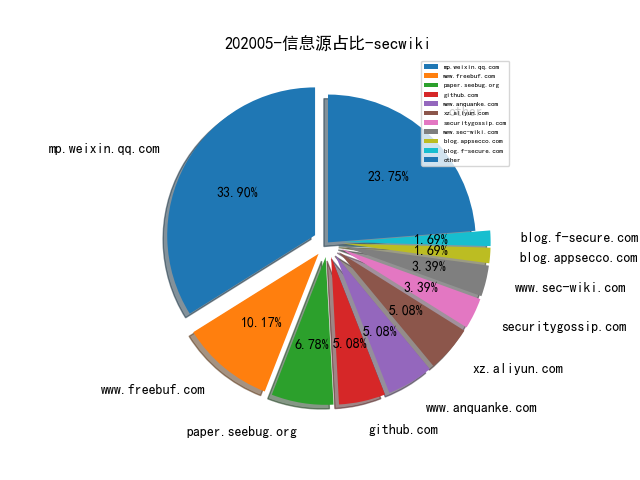 202005-信息源占比-secwiki
mp.weixin.qq.com
www.freebuf.com
paper.seebug.org
github.com
www.anquanke.com
xz.aliyun.com
securitygossip.com
www.sec-wiki.com
blog.appsecco.com
blog.f-secure.com
other
other
mp.weixin.qq.com
33.90%
23.75%
1.69%
blog.f-secure.com
1.69%
blog.appsecco.com
3.39%
www.sec-wiki.com
3.39%
securitygossip.com
5.08%
xz.aliyun.com
5.08%
www.anquanke.com
5.08%
github.com
6.78%
paper.seebug.org
10.17%
www.freebuf.com